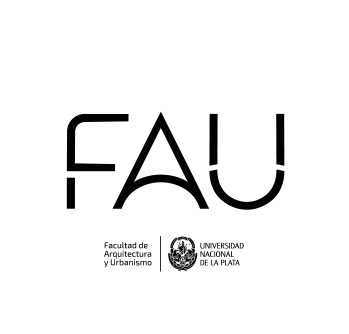 FAU
Facultad de
Arquitectura
y Urbanismo
UNIVERSIDAD
NACIONAL
DE LA PLATA